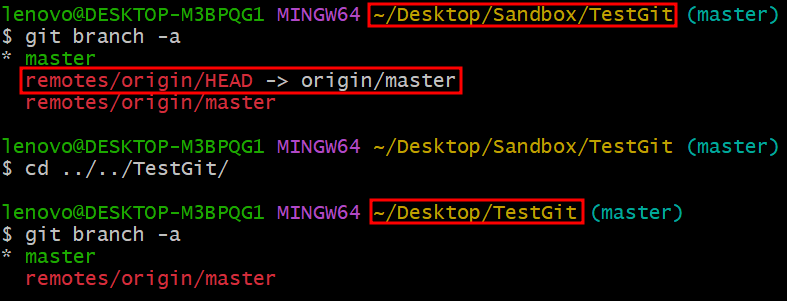 lenovo@DESKTOP-M3BPQG1 MINGW64 ~/Desktop/Sandbox/TestGit (master)
$ git branch -a
* master
  remotes/origin/HEAD -> origin/master
  remotes/origin/master
lenovo@DESKTOP-M3BPQG1 MINGW64 ~/Desktop/Sandbox/TestGit (master)
$ cd ../../TestGit/
lenovo@DESKTOP-M3BPQG1 MINGW64 ~/Desktop/TestGit (master)
$ git branch -a
* master
  remotes/origin/master